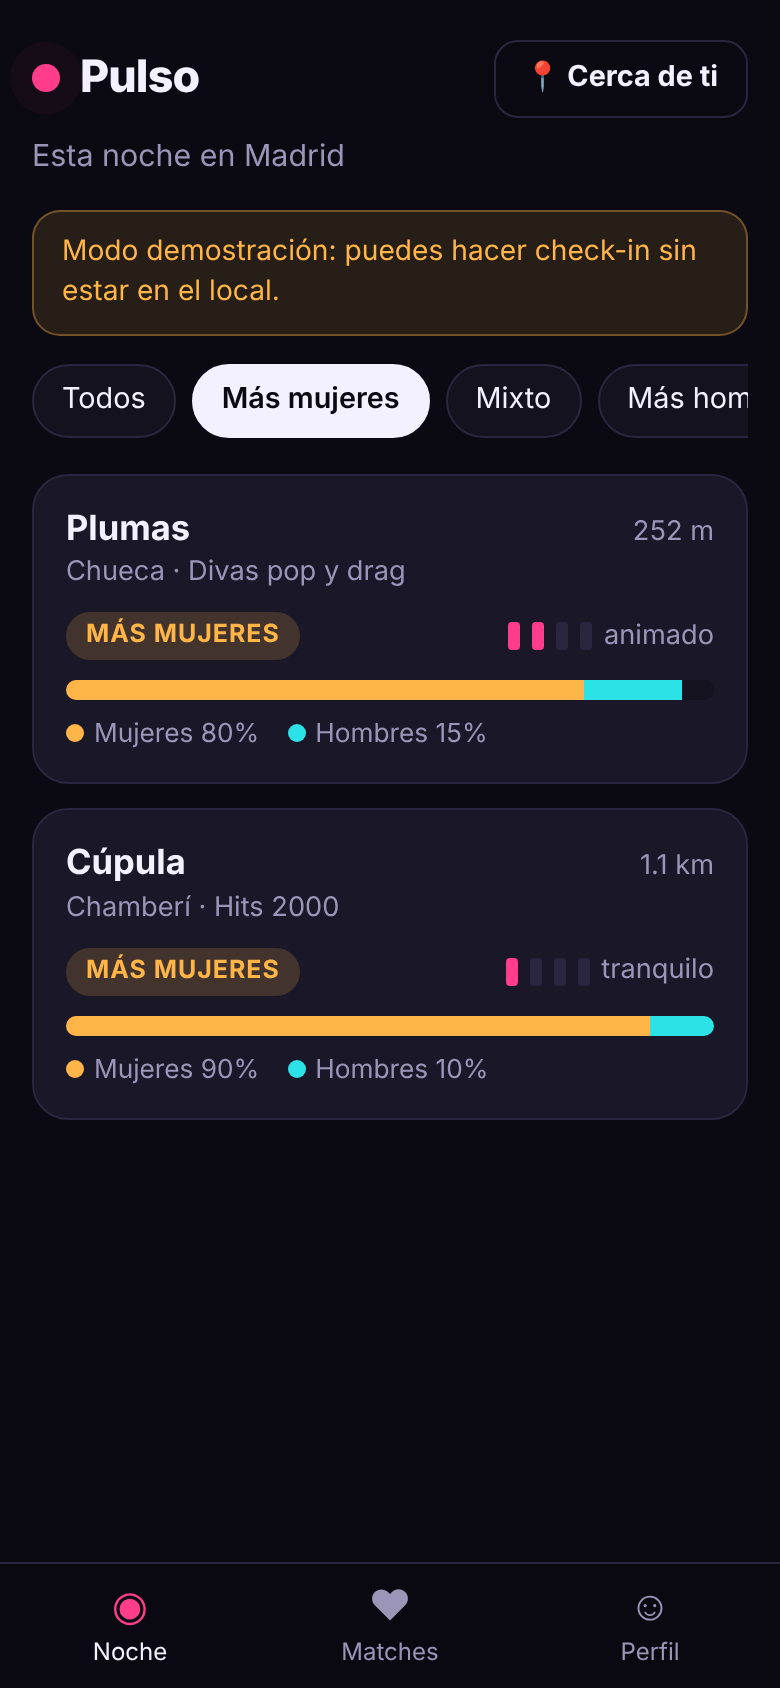 Pulso
📍 Cerca de ti
Esta noche en Madrid
Modo demostración: puedes hacer check-in sin
estar en el local.
Todos
Más mujeres
Mixto
Más hom
Plumas
252 m
Chueca · Divas pop y drag
MÁS MUJERES
animado
Mujeres 80%
Hombres 15%
Cúpula
1.1 km
Chamberí · Hits 2000
MÁS MUJERES
tranquilo
Mujeres 90%
Hombres 10%
Noche
Matches
Perfil